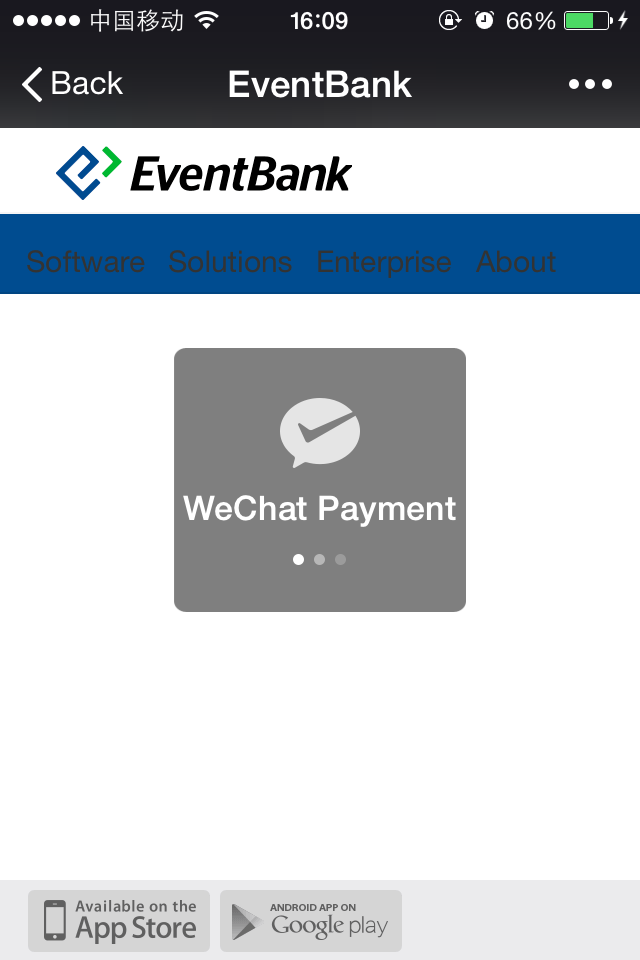 中国移动 16:09 66%
Back EventBank
EventBank
Software Solutions Enterprise About
WeChat Payment
Available on the
App Store
ANDROID APP ON
Google play